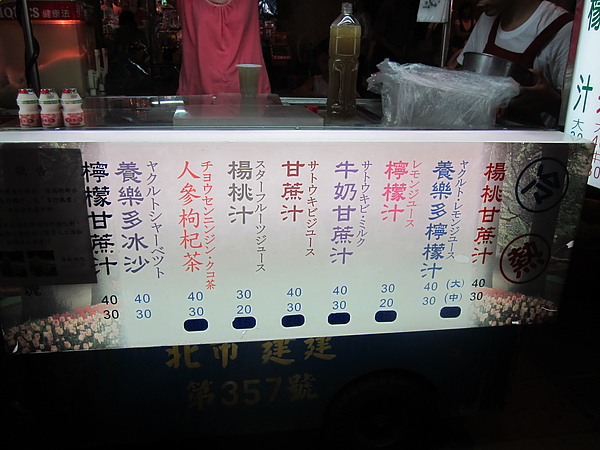 冷
熱
楊桃甘蔗汁
40
30
ヤクルト・レモンジュース
養樂多檸檬汁
40 (大)
30 (中)
レモンジュース
檸檬汁
30
20
サトウキビミルク
牛奶甘蔗汁
40
30
サトウキビジュース
甘蔗汁
40
30
スターフルーツジュース
楊桃汁
30
20
チョウセンニンジン・クコ茶
人參枸杞茶
40
30
ヤクルトシャーベット
養樂多冰沙
40
30
檸檬甘蔗汁
40
30
汁
大
北市建建
第357號